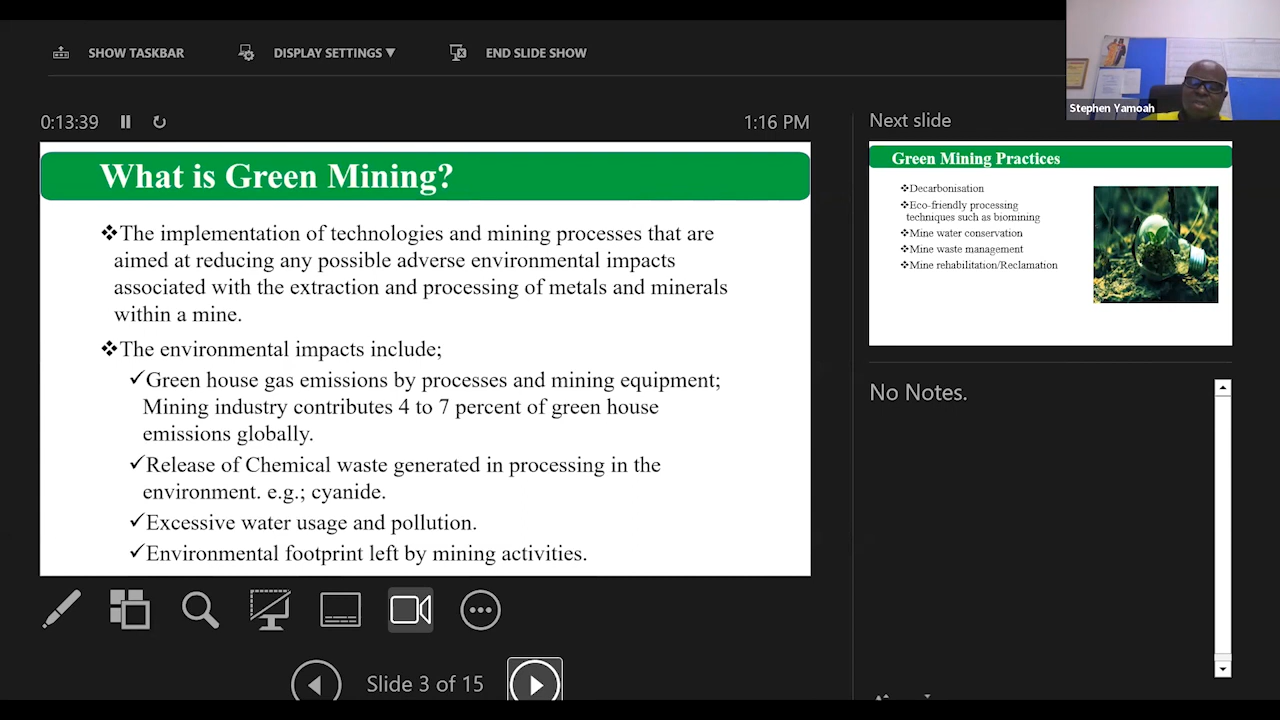 SHOW TASKBAR
DISPLAY SETTINGS ▼
END SLIDE SHOW
Stephen Yamoah
0:13:39
1:16 PM
Next slide
What is Green Mining?
❖The implementation of technologies and mining processes that are
aimed at reducing any possible adverse environmental impacts
associated with the extraction and processing of metals and minerals
within a mine.
❖The environmental impacts include;
✓Green house gas emissions by processes and mining equipment;
Mining industry contributes 4 to 7 percent of green house
emissions globally.
✓Release of Chemical waste generated in processing in the
environment. e.g.; cyanide.
✓Excessive water usage and pollution.
✓Environmental footprint left by mining activities.
Green Mining Practices
❖Decarbonisation
❖Eco-friendly processing
techniques such as biomining
❖Mine water conservation
❖Mine waste management
❖Mine rehabilitation/Reclamation
No Notes.
Slide 3 of 15